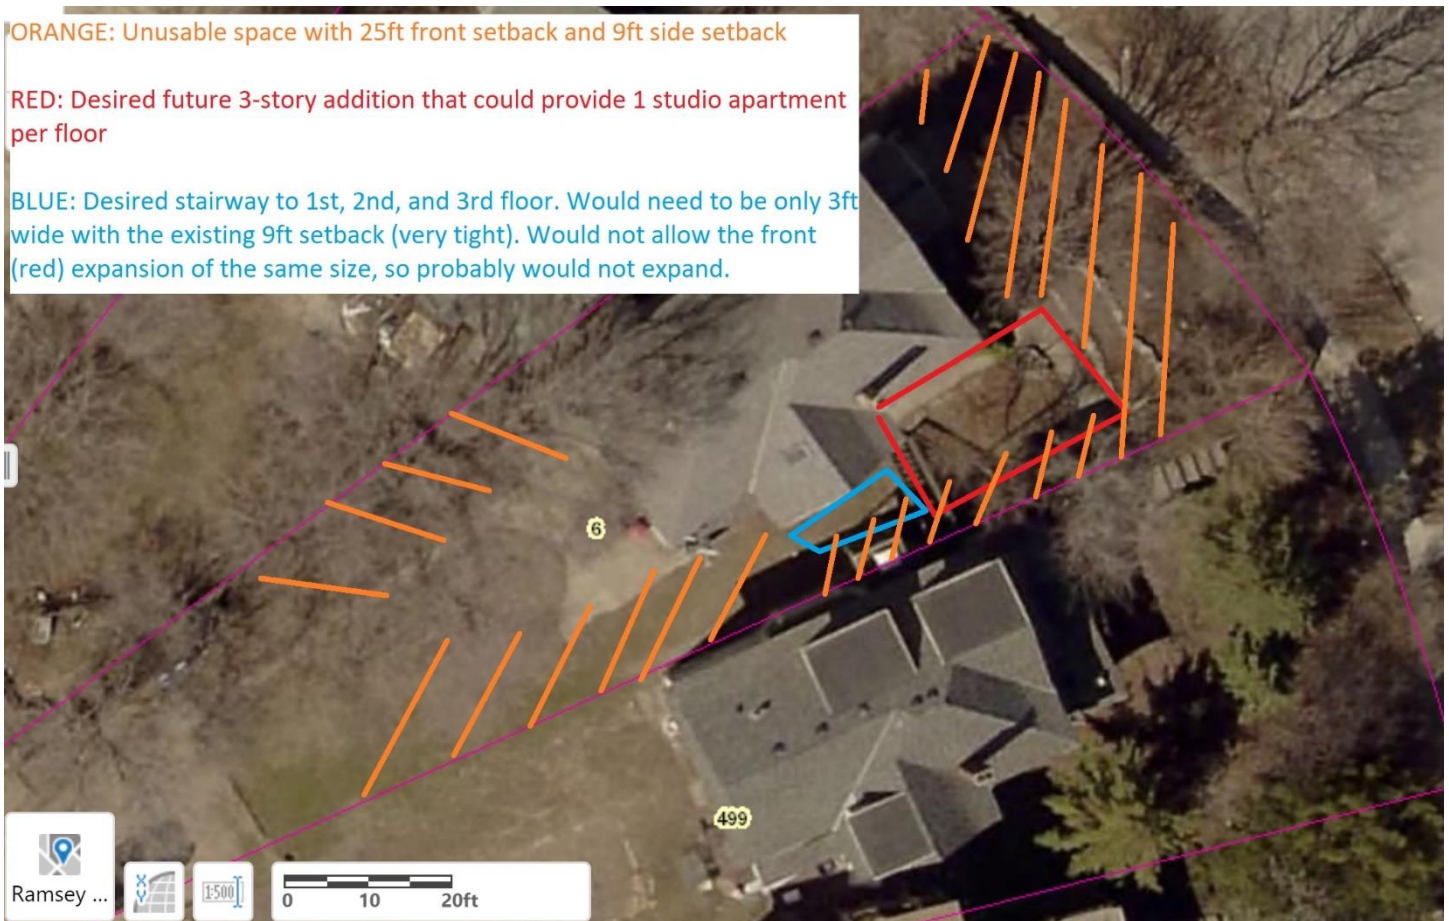 ORANGE: Unusable space with 25ft front setback and 9ft side setback
RED: Desired future 3-story addition that could provide 1 studio apartment
per floor
BLUE: Desired stairway to 1st, 2nd, and 3rd floor. Would need to be only 3ft
wide with the existing 9ft setback (very tight). Would not allow the front
(red) expansion of the same size, so probably would not expand.
6
499
Ramsey ...
XY
1:500
0 10 20ft